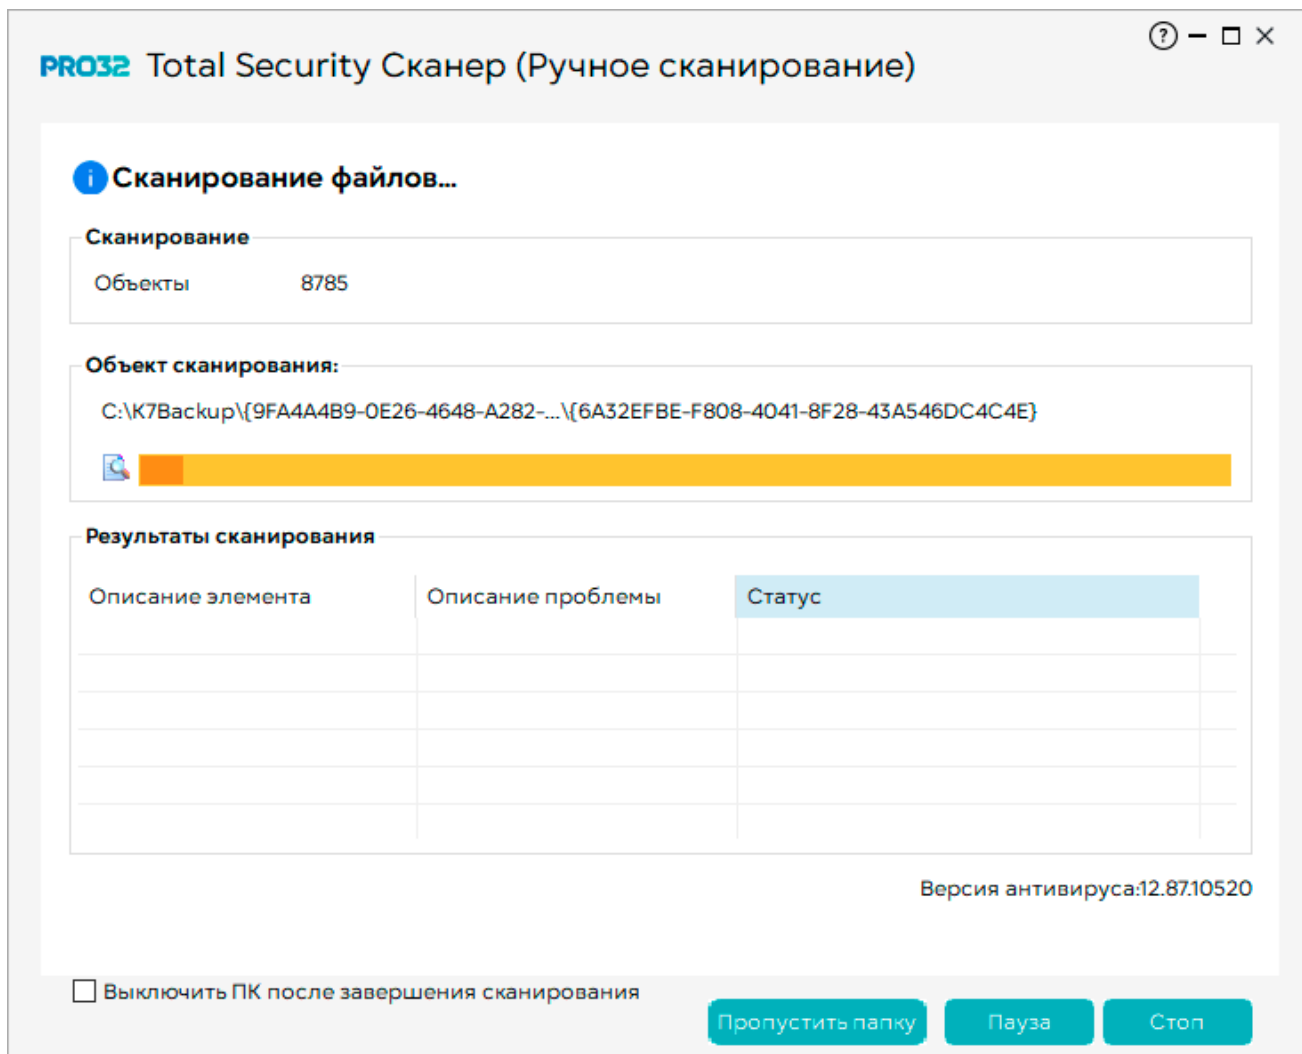 PRO32 Total Security Сканер (Ручное сканирование)
Сканирование файлов...
Сканирование
Объекты 8785
Объект сканирования:
C:\K7Backup\{9FA4A4B9-0E26-4648-A282-...\{6A32EFBE-F808-4041-8F28-43A546DC4C4E}
Результаты сканирования
Описание элемента Описание проблемы Статус
Версия антивируса:12.87.10520
Выключить ПК после завершения сканирования
Пропустить папку Пауза Стоп